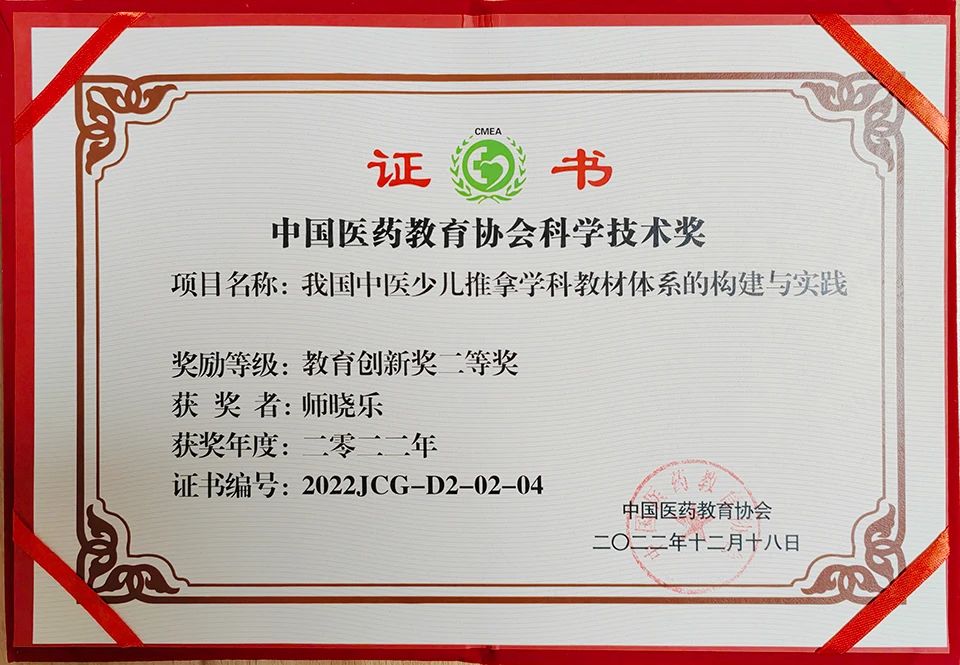 CMEA
证书
中国医药教育协会科学技术奖
项目名称：我国中医少儿推拿学科教材体系的构建与实践
奖励等级：教育创新奖二等奖
获奖者：师晓乐
获奖年度：二零二二年
证书编号：2022JCG-D2-02-04
中国医药教育协会
二〇二二年十二月十八日